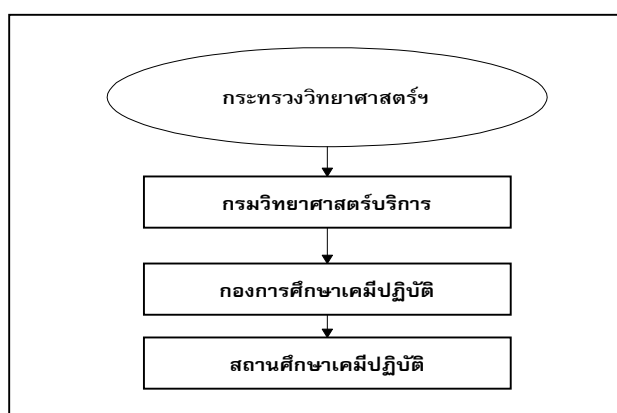 กระทรวงวิทยาศาสตร์ฯ
กรมวิทยาศาสตร์บริการ
กองการศึกษาเคมีปฏิบัติ
สถานศึกษาเคมีปฏิบัติ